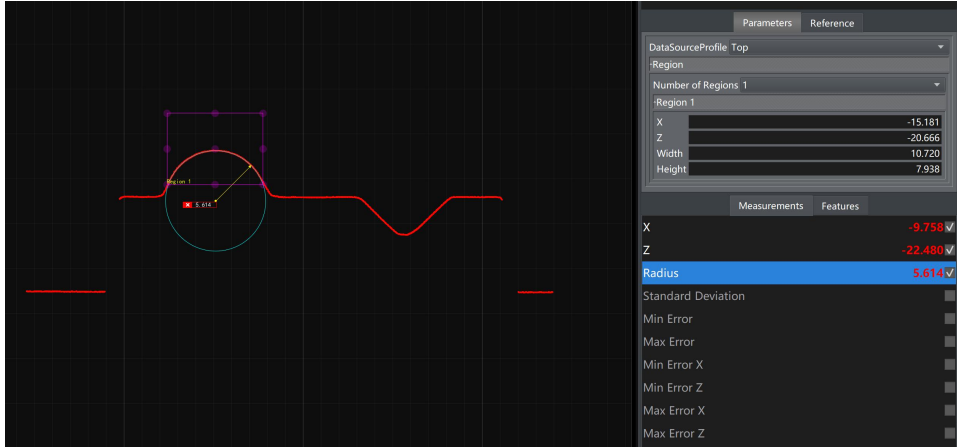 Parameters Reference
DataSourceProfile Top
-Region
Number of Regions 1
-Region 1
X -15.181
Z -20.666
Width 10.720
Height 7.938
Region 1
5.614
Measurements Features
X -9.758
Z -22.480
Radius 5.614
Standard Deviation
Min Error
Max Error
Min Error X
Min Error Z
Max Error X
Max Error Z